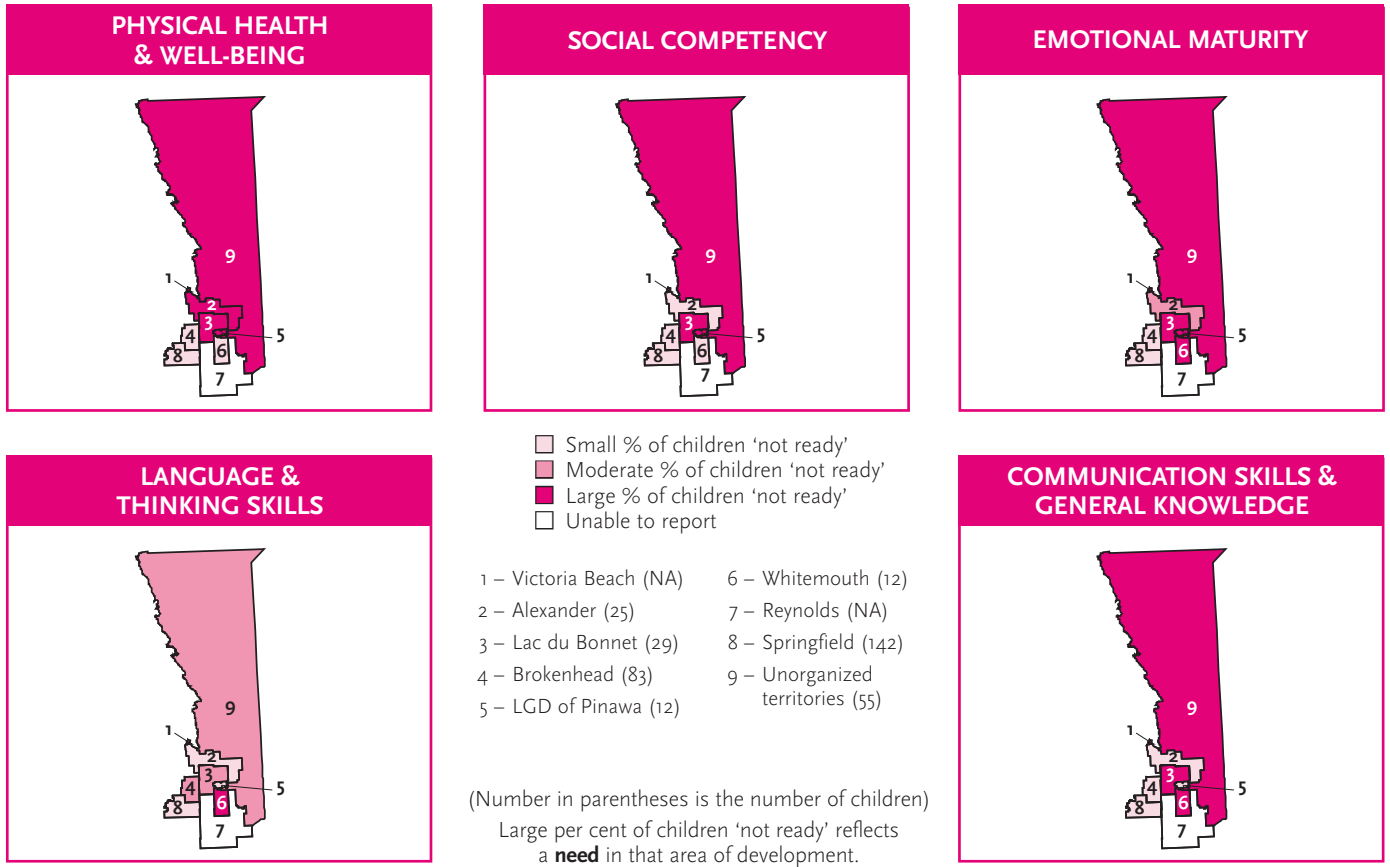 PHYSICAL HEALTH
& WELL-BEING
9
1
2
3
4
5
6
8
7
SOCIAL COMPETENCY
9
1
2
3
4
5
6
8
7
EMOTIONAL MATURITY
9
1
2
3
4
5
6
8
7
LANGUAGE &
THINKING SKILLS
9
1
2
3
4
5
6
8
7
Small % of children ‘not ready’
Moderate % of children ‘not ready’
Large % of children ‘not ready’
Unable to report
1 – Victoria Beach (NA)
2 – Alexander (25)
3 – Lac du Bonnet (29)
4 – Brokenhead (83)
5 – LGD of Pinawa (12)
6 – Whitemouth (12)
7 – Reynolds (NA)
8 – Springfield (142)
9 – Unorganized
territories (55)
(Number in parentheses is the number of children)
Large per cent of children ‘not ready’ reflects
a need in that area of development.
COMMUNICATION SKILLS &
GENERAL KNOWLEDGE
9
1
2
3
4
5
6
8
7